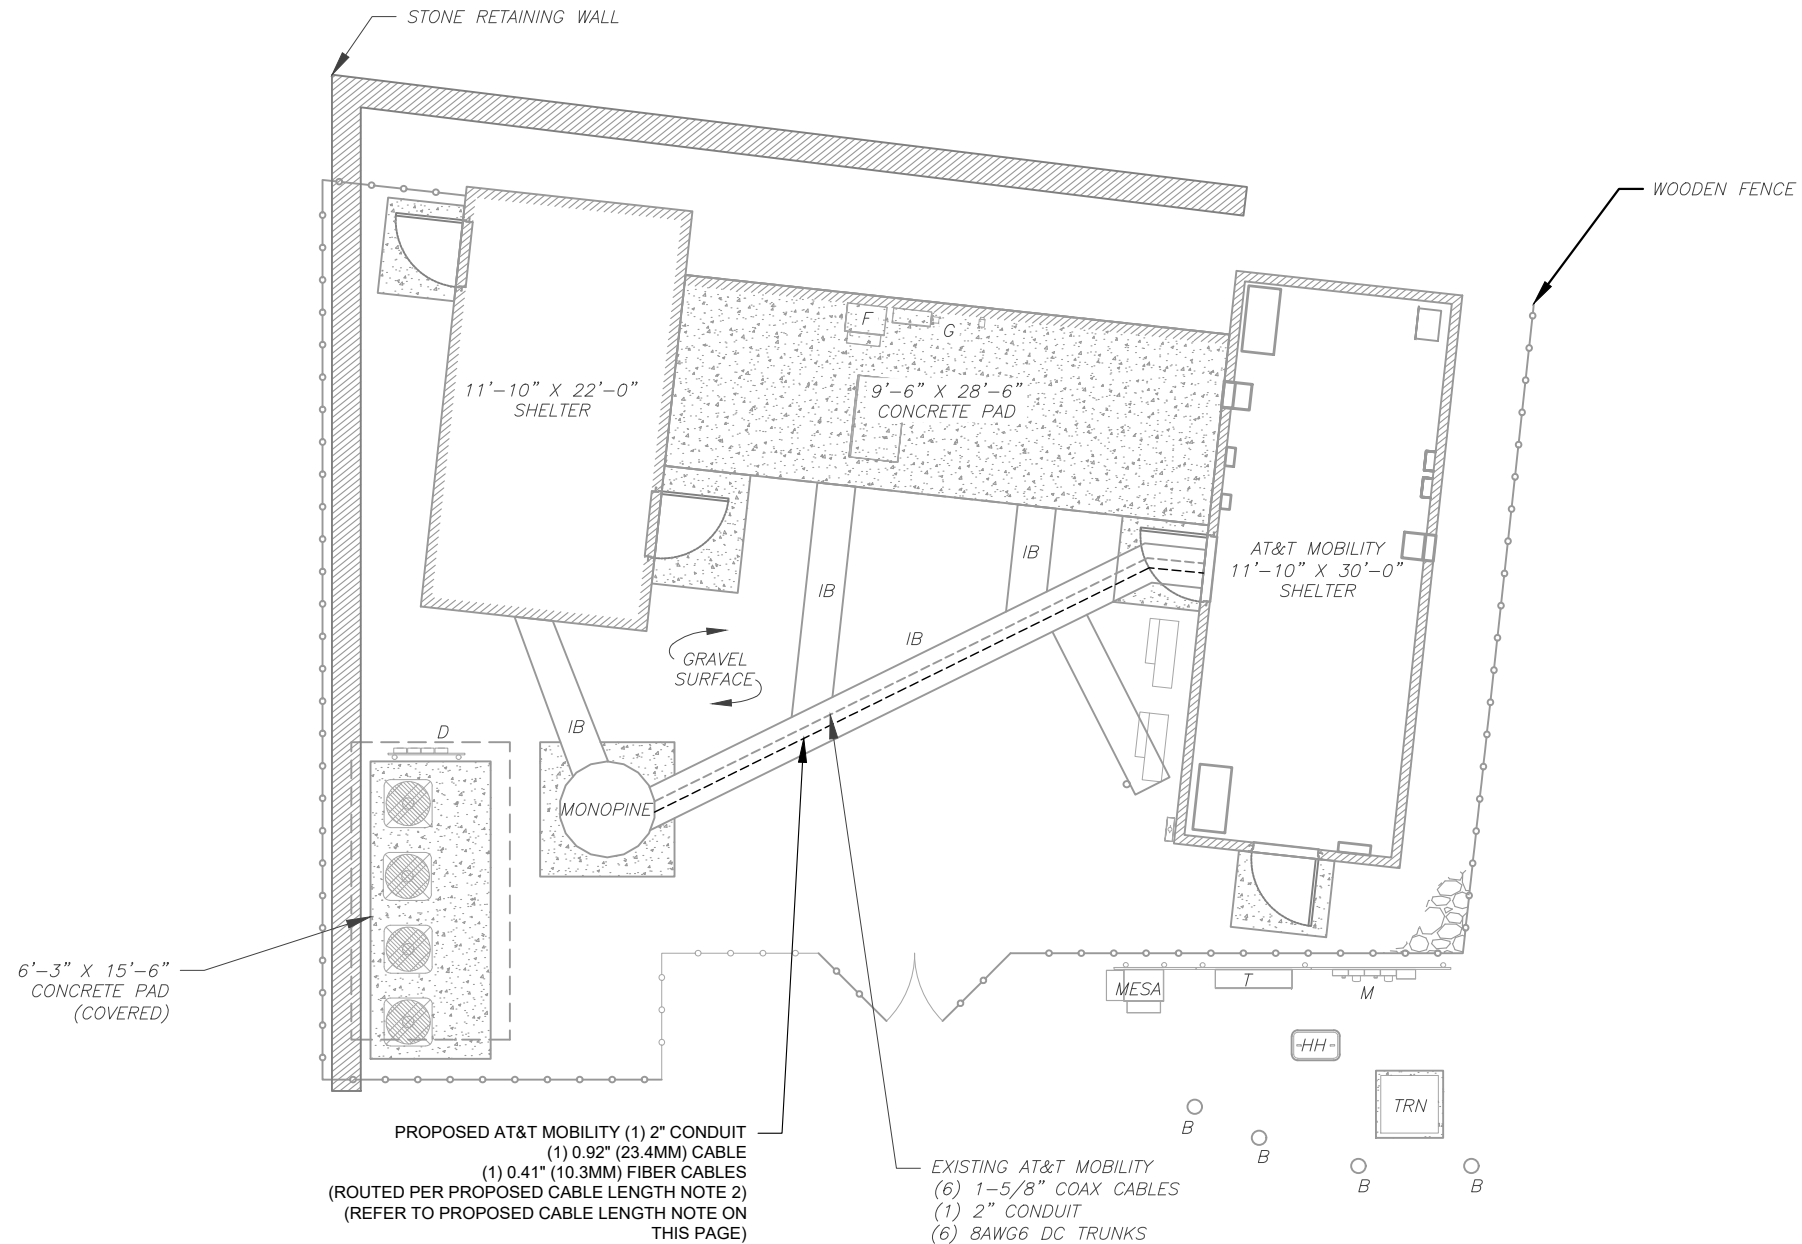 STONE RETAINING WALL
WOODEN FENCE
F
G
11'-10" X 22'-0"
SHELTER
9'-6" X 28'-6"
CONCRETE PAD
AT&T MOBILITY
11'-10" X 30'-0"
SHELTER
IB
IB
IB
GRAVEL
SURFACE
IB
D
MONOPINE
6'-3" X 15'-6"
CONCRETE PAD
(COVERED)
MESA
T
M
HH
TRN
B
B
B
B
PROPOSED AT&T MOBILITY (1) 2" CONDUIT
(1) 0.92" (23.4MM) CABLE
(1) 0.41" (10.3MM) FIBER CABLES
(ROUTED PER PROPOSED CABLE LENGTH NOTE 2)
(REFER TO PROPOSED CABLE LENGTH NOTE ON
THIS PAGE)
EXISTING AT&T MOBILITY
(6) 1-5/8" COAX CABLES
(1) 2" CONDUIT
(6) 8AWG6 DC TRUNKS